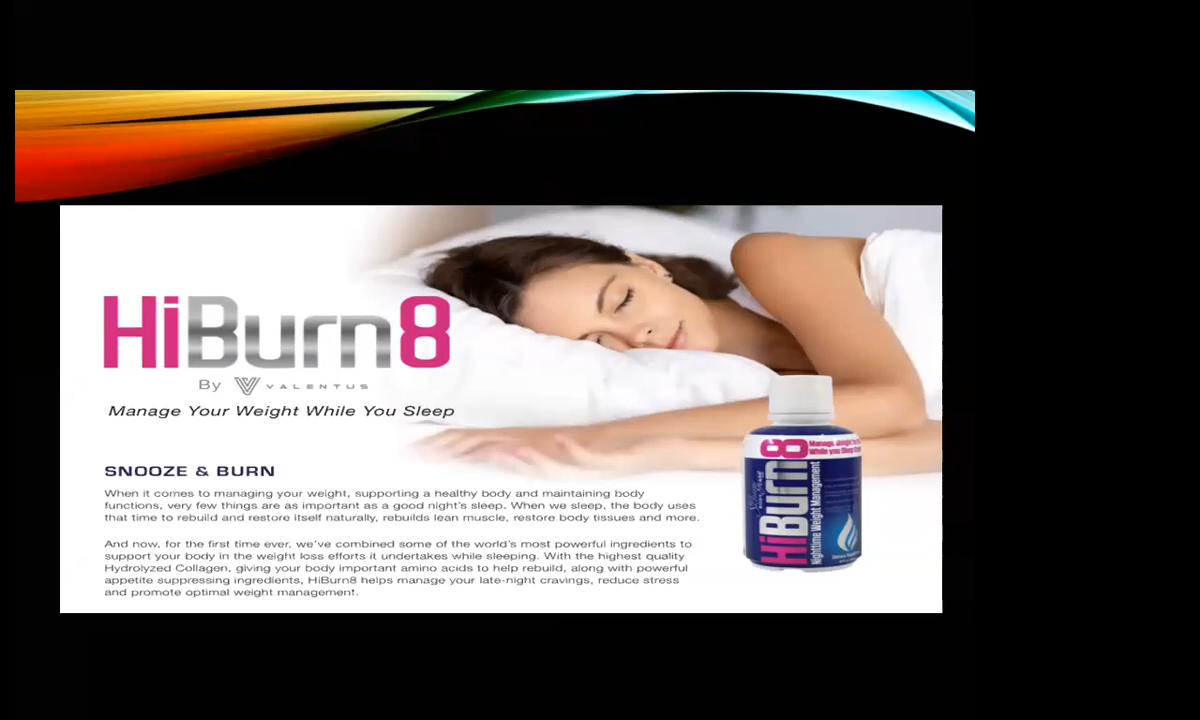 HiBurn8
By VALENTUS
Manage Your Weight While You Sleep
SNOOZE & BURN
When it comes to managing your weight, supporting a healthy body and maintaining body
functions, very few things are as important as a good night's sleep. When we sleep, the body uses
that time to rebuild and restore itself naturally, rebuilds lean muscle, restore body tissues and more.
And now, for the first time ever, we've combined some of the world's most powerful ingredients to
support your body in the weight loss efforts it undertakes while sleeping. With the highest quality
Hydrolyzed Collagen, giving your body important amino acids to help rebuild, along with powerful
appetite suppressing ingredients, HiBurn8 helps manage your late-night cravings, reduce stress
and promote optimal weight management.
HiBurn8
Nighttime Weight Management
While you Sleep